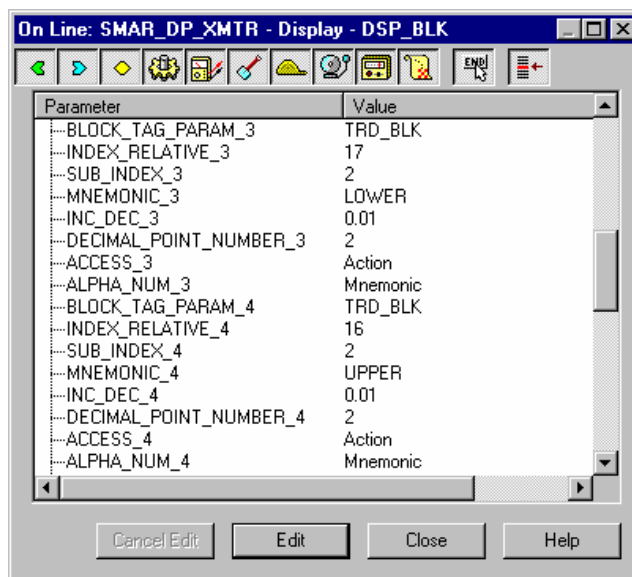 On Line: SMAR_DP_XMTR - Display - DSP_BLK
END
Parameter Value
BLOCK_TAG_PARAM_3 TRD_BLK
INDEX_RELATIVE_3 17
SUB_INDEX_3 2
MNEMONIC_3 LOWER
INC_DEC_3 0.01
DECIMAL_POINT_NUMBER_3 2
ACCESS_3 Action
ALPHA_NUM_3 Mnemonic
BLOCK_TAG_PARAM_4 TRD_BLK
INDEX_RELATIVE_4 16
SUB_INDEX_4 2
MNEMONIC_4 UPPER
INC_DEC_4 0.01
DECIMAL_POINT_NUMBER_4 2
ACCESS_4 Action
ALPHA_NUM_4 Mnemonic
Cancel Edit Edit Close Help